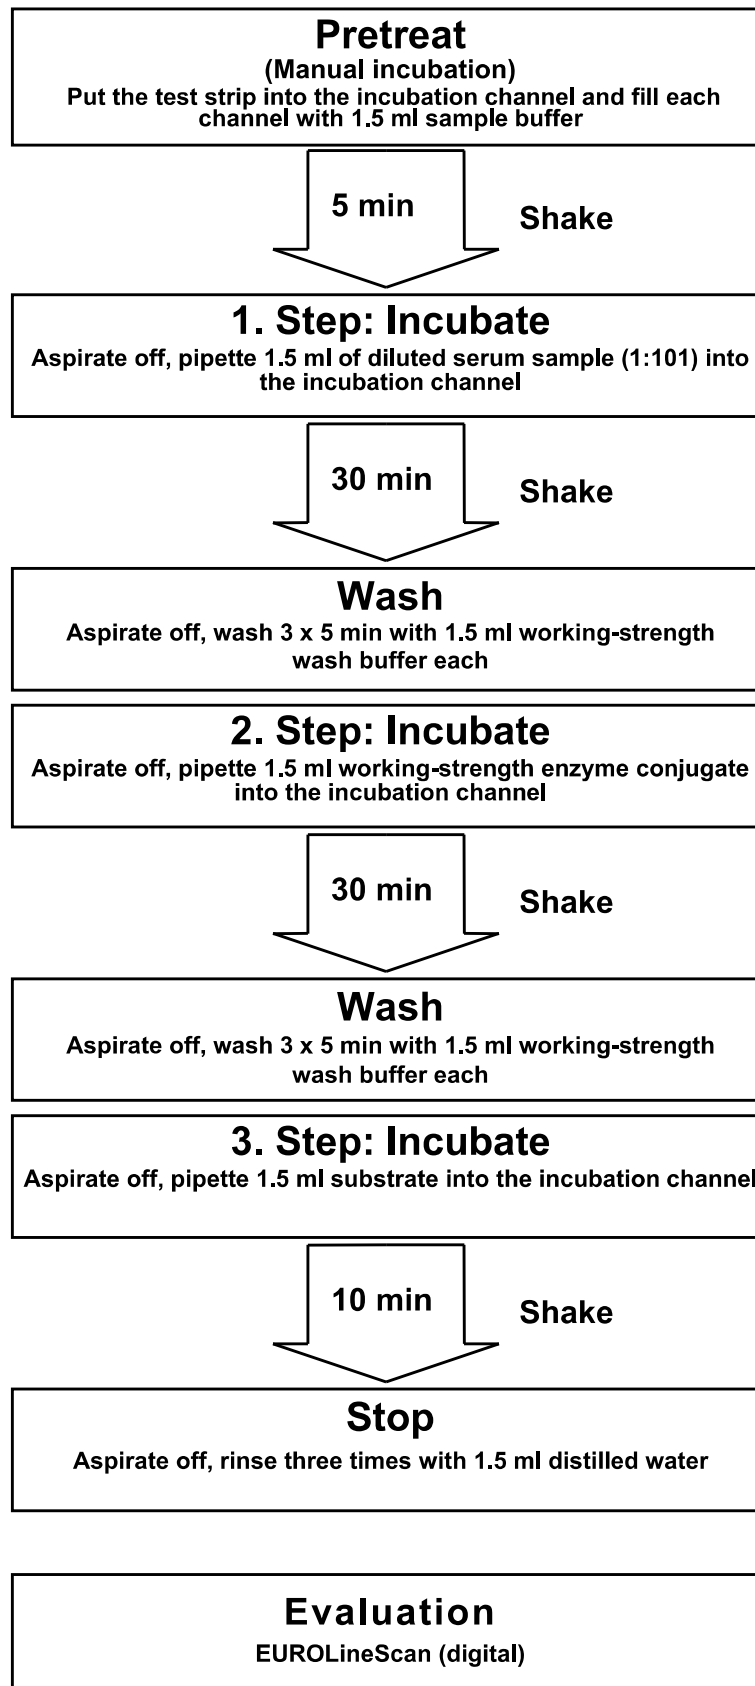 Pretreat
(Manual incubation)
Put the test strip into the incubation channel and fill each
channel with 1.5 ml sample buffer
5 min
Shake
1. Step: Incubate
Aspirate off, pipette 1.5 ml of diluted serum sample (1:101) into
the incubation channel
30 min
Shake
Wash
Aspirate off, wash 3 x 5 min with 1.5 ml working-strength
wash buffer each
2. Step: Incubate
Aspirate off, pipette 1.5 ml working-strength enzyme conjugate
into the incubation channel
30 min
Shake
Wash
Aspirate off, wash 3 x 5 min with 1.5 ml working-strength
wash buffer each
3. Step: Incubate
Aspirate off, pipette 1.5 ml substrate into the incubation channel
10 min
Shake
Stop
Aspirate off, rinse three times with 1.5 ml distilled water
Evaluation
EUROLineScan (digital)